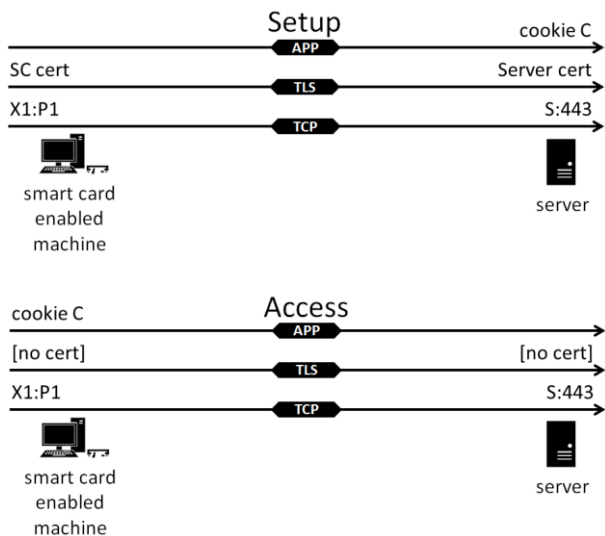 Setup
cookie C
APP
SC cert
Server cert
TLS
X1:P1
S:443
TCP
smart card
enabled
machine
server
Access
cookie C
APP
[no cert]
[no cert]
TLS
X1:P1
S:443
TCP
smart card
enabled
machine
server